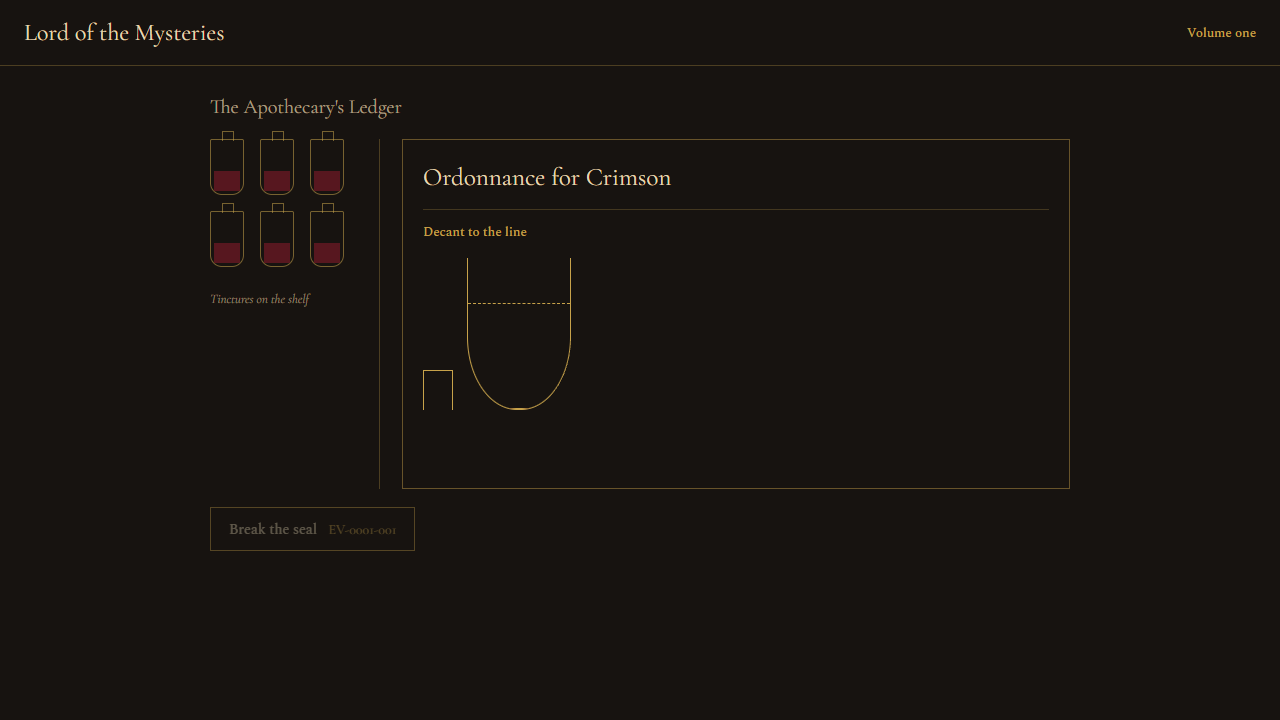 Lord of the Mysteries
Volume one
The Apothecary's Ledger
Ordonnance for Crimson
Decant to the line
Tinctures on the shelf
Break the seal EV-0001-001